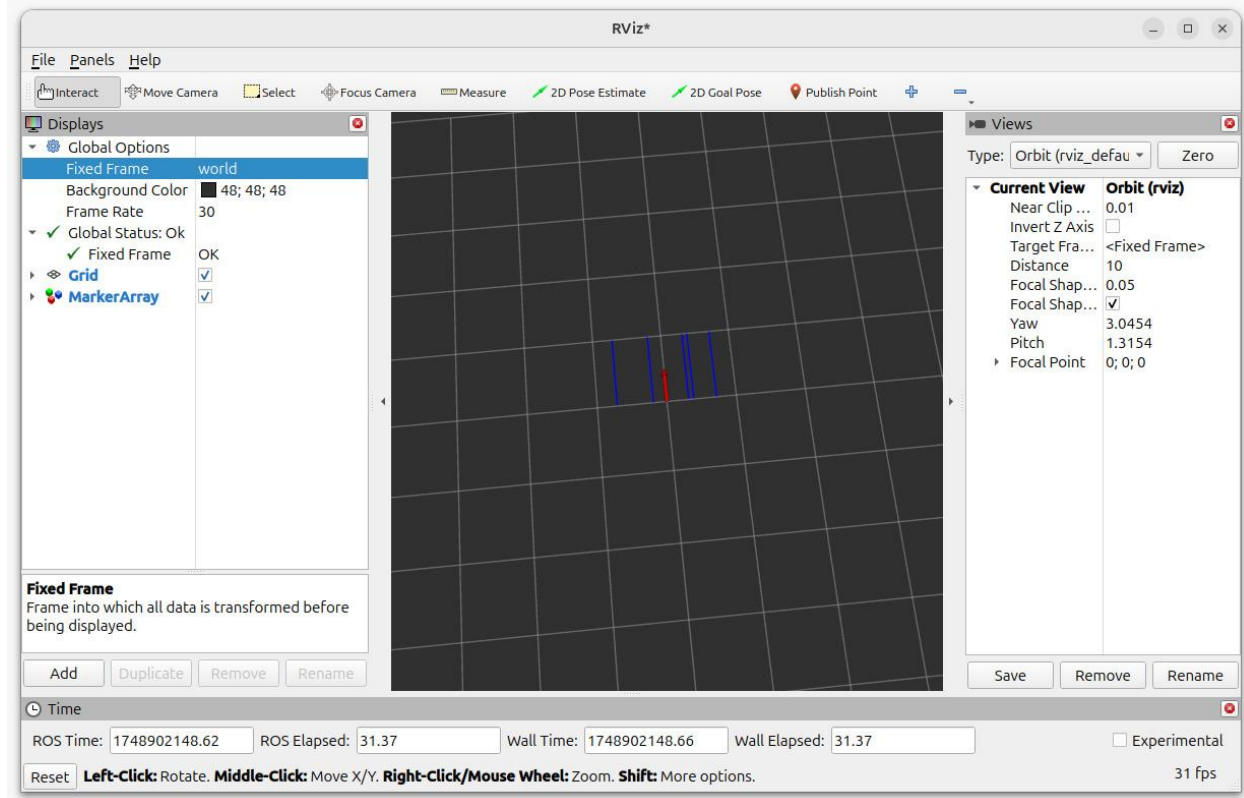 RViz*
File Panels Help
Interact Move Camera Select Focus Camera Measure 2D Pose Estimate 2D Goal Pose Publish Point
Displays
Global Options
Fixed Frame world
Background Color 48; 48; 48
Frame Rate 30
Global Status: Ok
Fixed Frame OK
Grid
MarkerArray
Fixed Frame
Frame into which all data is transformed before
being displayed.
Add Duplicate Remove Rename
Views
Type: Orbit (rviz_defau Zero
Current View Orbit (rviz)
Near Clip ... 0.01
Invert Z Axis
Target Fra... <Fixed Frame>
Distance 10
Focal Shap... 0.05
Focal Shap...
Yaw 3.0454
Pitch 1.3154
Focal Point 0; 0; 0
Save Remove Rename
Time
ROS Time: 1748902148.62 ROS Elapsed: 31.37 Wall Time: 1748902148.66 Wall Elapsed: 31.37 Experimental
Reset Left-Click: Rotate. Middle-Click: Move X/Y. Right-Click/Mouse Wheel: Zoom. Shift: More options. 31 fps